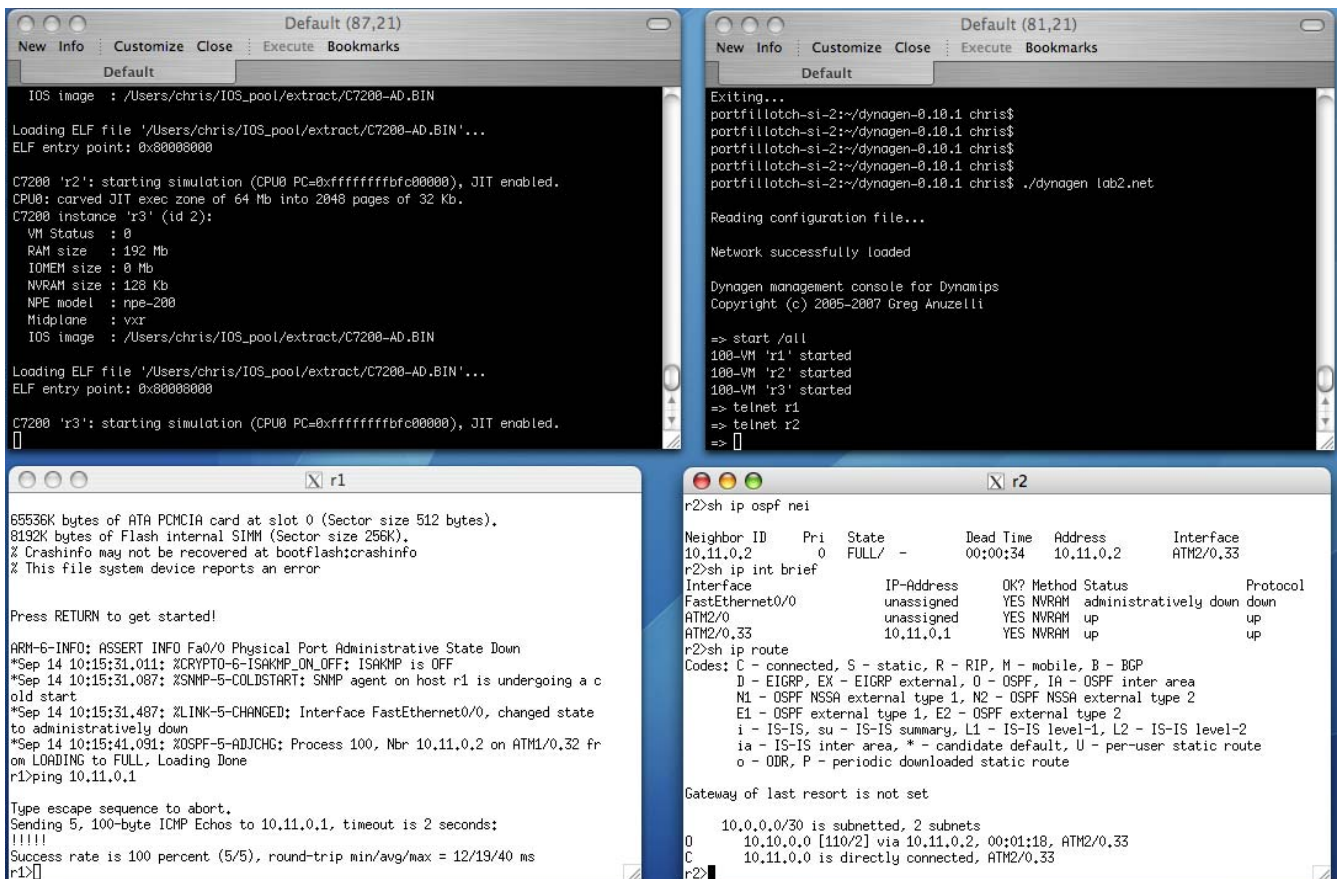 Default (87,21)
New Info Customize Close Execute Bookmarks
Default
IOS image : /Users/chris/IOS_pool/extract/C7200-AD.BIN
Loading ELF file '/Users/chris/IOS_pool/extract/C7200-AD.BIN'...
ELF entry point: 0x80008000
C7200 'r2': starting simulation (CPU0 PC=0xffffffffbfc00000), JIT enabled.
CPU0: carved JIT exec zone of 64 Mb into 2048 pages of 32 Kb.
C7200 instance 'r3' (id 2):
VM Status : 0
RAM size : 192 Mb
IOMEM size : 0 Mb
NVRAM size : 128 Kb
NPE model : npe-200
Midplane : vxr
IOS image : /Users/chris/IOS_pool/extract/C7200-AD.BIN
Loading ELF file '/Users/chris/IOS_pool/extract/C7200-AD.BIN'...
ELF entry point: 0x80008000
C7200 'r3': starting simulation (CPU0 PC=0xffffffffbfc00000), JIT enabled.
Default (81,21)
New Info Customize Close Execute Bookmarks
Default
Exiting...
portfillotch-si-2:~/dynagen-0.10.1 chris$
portfillotch-si-2:~/dynagen-0.10.1 chris$
portfillotch-si-2:~/dynagen-0.10.1 chris$
portfillotch-si-2:~/dynagen-0.10.1 chris$
portfillotch-si-2:~/dynagen-0.10.1 chris$ ./dynagen lab2.net
Reading configuration file...
Network successfully loaded
Dynagen management console for Dynamips
Copyright (c) 2005-2007 Greg Anuzelli
=> start /all
100-VM 'r1' started
100-VM 'r2' started
100-VM 'r3' started
=> telnet r1
=> telnet r2
=>
X r1
65536K bytes of ATA PCMCIA card at slot 0 (Sector size 512 bytes).
8192K bytes of Flash internal SIMM (Sector size 256K).
% Crashinfo may not be recovered at bootflash:crashinfo
% This file system device reports an error
Press RETURN to get started!
ARM-6-INFO: ASSERT INFO Fa0/0 Physical Port Administrative State Down
*Sep 14 10:15:31.011: %CRYPTO-6-ISAKMP_ON_OFF: ISAKMP is OFF
*Sep 14 10:15:31.087: %SNMP-5-COLDSTART: SNMP agent on host r1 is undergoing a c
old start
*Sep 14 10:15:31.487: %LINK-5-CHANGED: Interface FastEthernet0/0, changed state
to administratively down
*Sep 14 10:15:41.091: %OSPF-5-ADJCHG: Process 100, Nbr 10.11.0.2 on ATM1/0.32 fr
om LOADING to FULL, Loading Done
r1>ping 10.11.0.1
Type escape sequence to abort.
Sending 5, 100-byte ICMP Echos to 10.11.0.1, timeout is 2 seconds:
!!!!!
Success rate is 100 percent (5/5), round-trip min/avg/max = 12/19/40 ms
r1>
X r2
r2>sh ip ospf nei
Neighbor ID Pri State Dead Time Address Interface
10.11.0.2 0 FULL/ - 00:00:34 10.11.0.2 ATM2/0.33
r2>sh ip int brief
Interface IP-Address OK? Method Status Protocol
FastEthernet0/0 unassigned YES NVRAM administratively down down
ATM2/0 unassigned YES NVRAM up up
ATM2/0.33 10.11.0.1 YES NVRAM up up
r2>sh ip route
Codes: C - connected, S - static, R - RIP, M - mobile, B - BGP
D - EIGRP, EX - EIGRP external, O - OSPF, IA - OSPF inter area
N1 - OSPF NSSA external type 1, N2 - OSPF NSSA external type 2
E1 - OSPF external type 1, E2 - OSPF external type 2
i - IS-IS, su - IS-IS summary, L1 - IS-IS level-1, L2 - IS-IS level-2
ia - IS-IS inter area, * - candidate default, U - per-user static route
o - ODR, P - periodic downloaded static route
Gateway of last resort is not set
10.0.0.0/30 is subnetted, 2 subnets
O 10.10.0.0 [110/2] via 10.11.0.2, 00:01:18, ATM2/0.33
C 10.11.0.0 is directly connected, ATM2/0.33
r2>